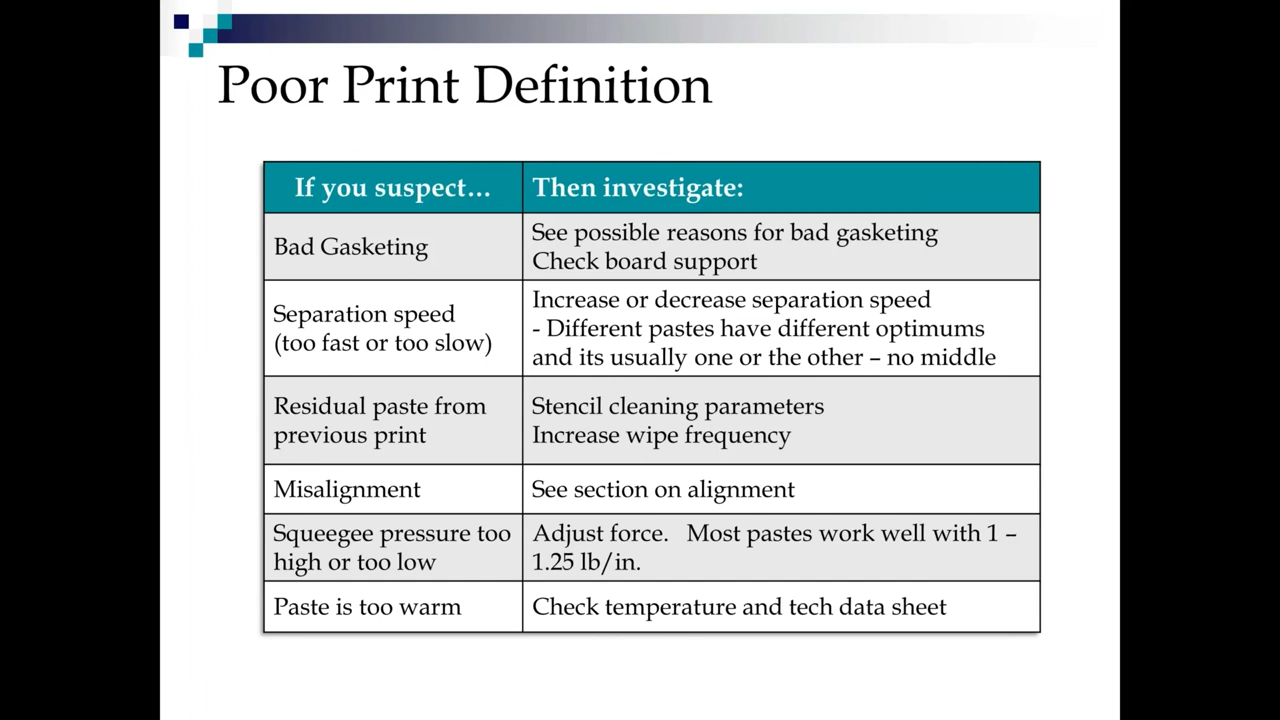 Poor Print Definition
If you suspect…
Then investigate:
Bad Gasketing
See possible reasons for bad gasketing
Check board support
Separation speed
(too fast or too slow)
Increase or decrease separation speed
- Different pastes have different optimums
and its usually one or the other – no middle
Residual paste from
previous print
Stencil cleaning parameters
Increase wipe frequency
Misalignment
See section on alignment
Squeegee pressure too
high or too low
Adjust force. Most pastes work well with 1 –
1.25 lb/in.
Paste is too warm
Check temperature and tech data sheet